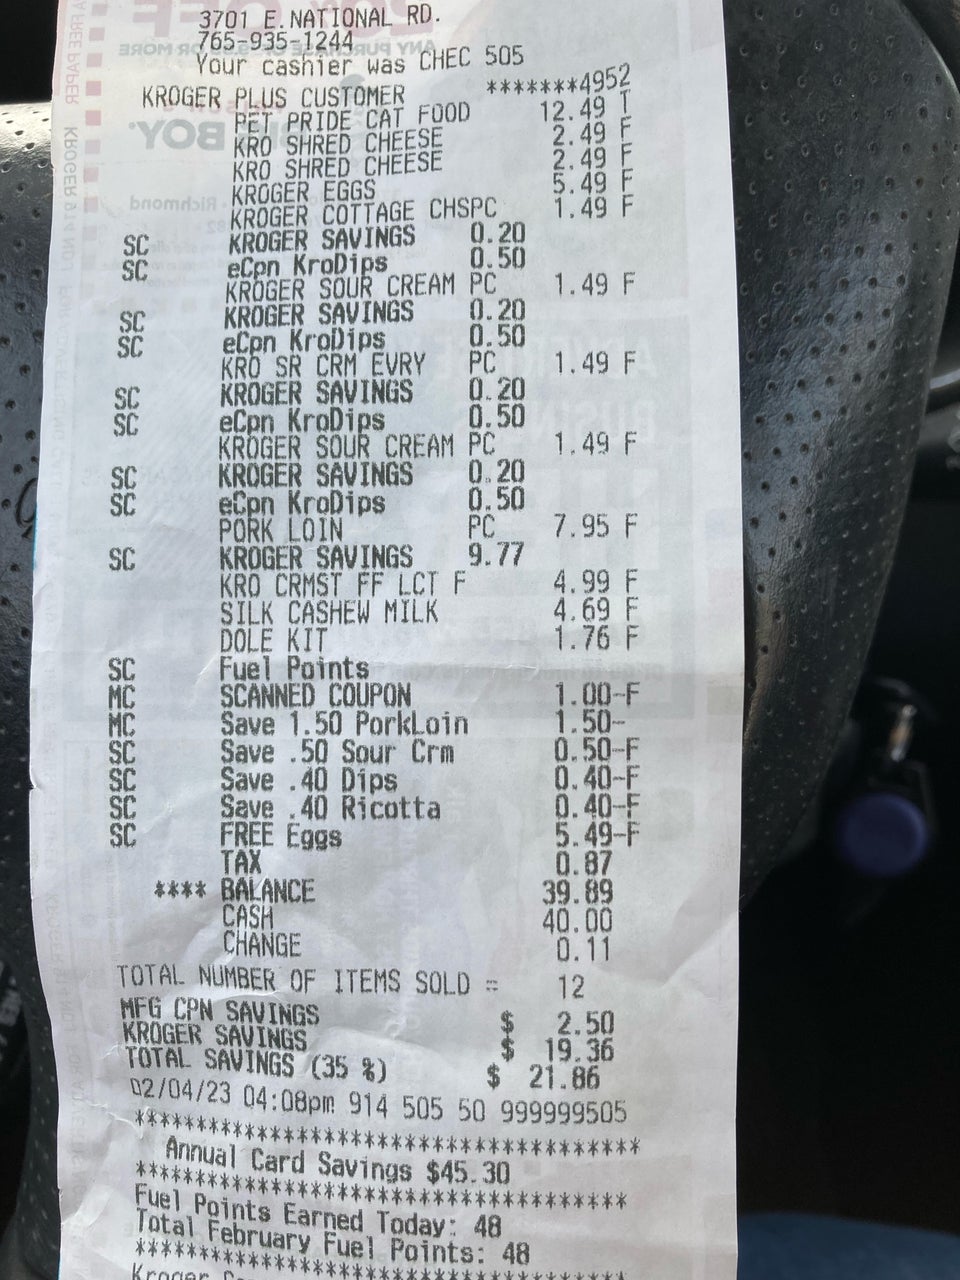 3701 E.NATIONAL RD.
765-935-1244
Your cashier was CHEC 505
KROGER PLUS CUSTOMER *******4952
PET PRIDE CAT FOOD 12.49 T
KRO SHRED CHEESE 2.49 F
KRO SHRED CHEESE 2.49 F
KROGER EGGS 5.49 F
KROGER COTTAGE CHSPC 1.49 F
SC KROGER SAVINGS 0.20
SC eCpn KroDips 0.50
KROGER SOUR CREAM PC 1.49 F
SC KROGER SAVINGS 0.20
SC eCpn KroDips 0.50
KRO SR CRM EVRY PC 1.49 F
SC KROGER SAVINGS 0.20
SC eCpn KroDips 0.50
KROGER SOUR CREAM PC 1.49 F
SC KROGER SAVINGS 0.20
SC eCpn KroDips 0.50
PORK LOIN PC 7.95 F
SC KROGER SAVINGS 9.77
KRO CRMST FF LCT F 4.99 F
SILK CASHEW MILK 4.69 F
DOLE KIT 1.76 F
SC Fuel Points
MC SCANNED COUPON 1.00-F
MC Save 1.50 PorkLoin 1.50-
SC Save .50 Sour Crm 0.50-F
SC Save .40 Dips 0.40-F
SC Save .40 Ricotta 0.40-F
SC FREE Eggs 5.49-F
TAX 0.87
**** BALANCE 39.89
CASH 40.00
CHANGE 0.11
TOTAL NUMBER OF ITEMS SOLD = 12
MFG CPN SAVINGS $ 2.50
KROGER SAVINGS $ 19.36
TOTAL SAVINGS (35 %) $ 21.86
02/04/23 04:08pm 914 505 50 999999505
************************************
Annual Card Savings $45.30
************************************
Fuel Points Earned Today: 48
Total February Fuel Points: 48
************************************